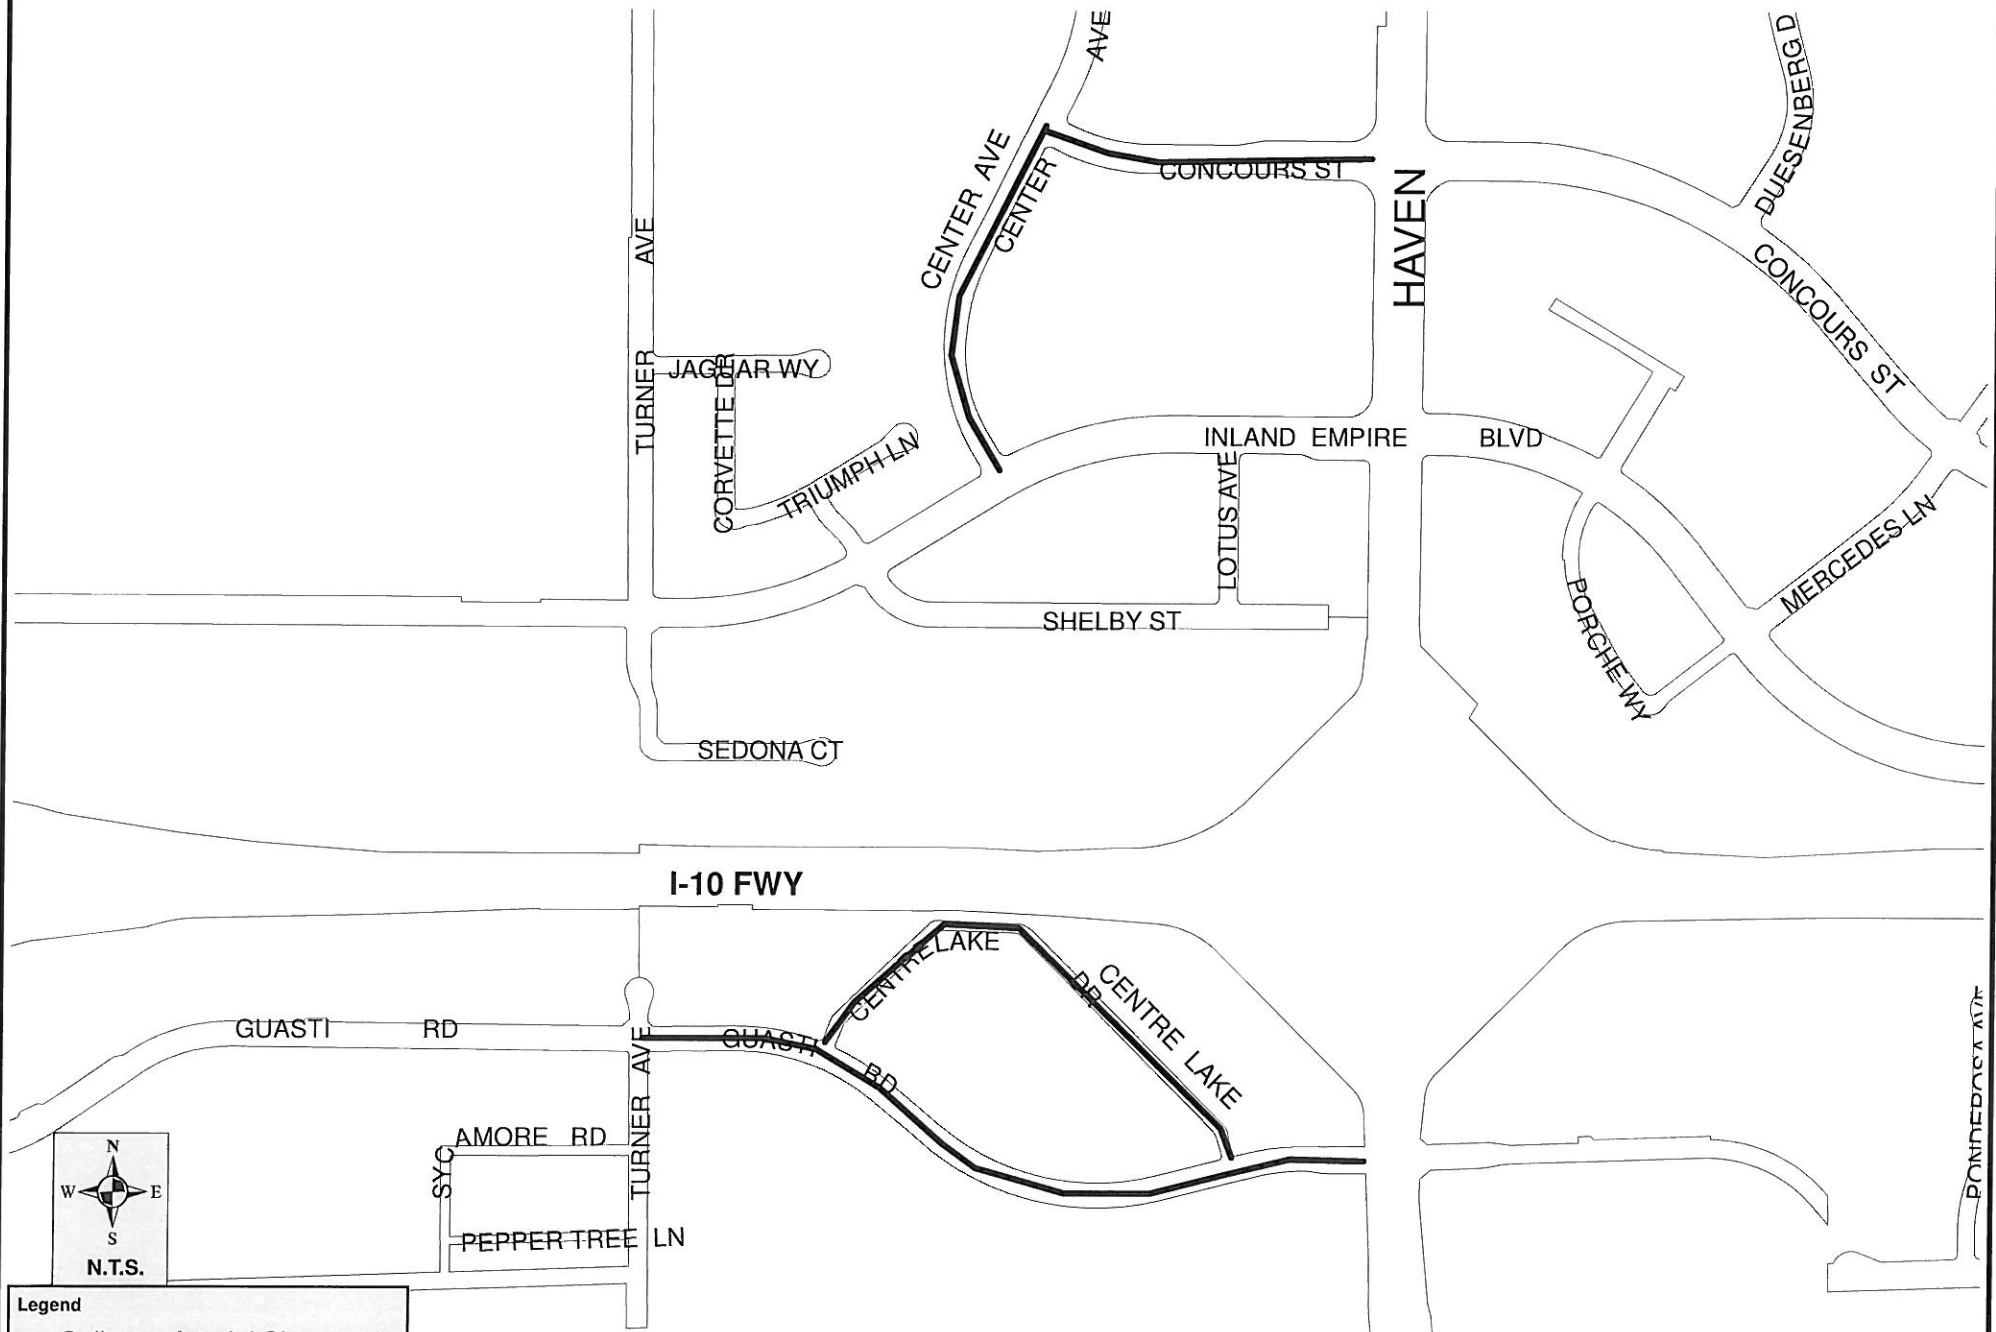 AVE
DUESENBERG D
CENTER AVE
CENTER
CONCOURS ST
HAVEN
CONCOURS ST
TURNER AVE
JAGUAR WY
CORVETTE DR
TRIUMPH LN
INLAND EMPIRE BLVD
LOTUS AVE
MERCEDES LN
PORCHE WY
SHELBY ST
SEDONA CT
I-10 FWY
CENTRE LAKE DR
CENTRE LAKE
GUASTI RD
GUASTI RD
TURNER AVE
AMORE RD
SYC
PEPPER TREE LN
N
W E
S
N.T.S.
Legend